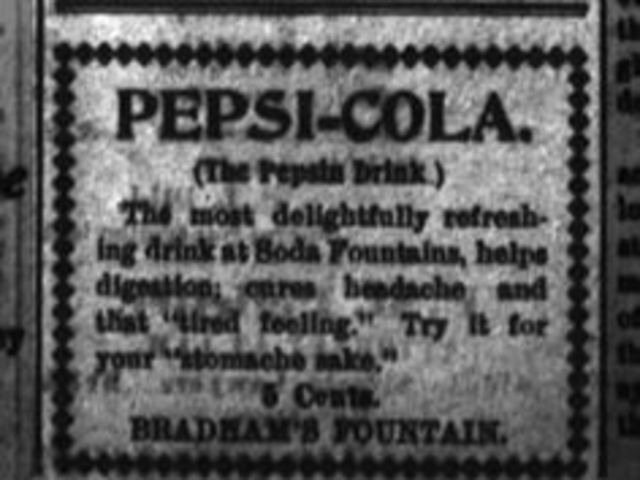 PEPSI-COLA.
(The Pepsin Drink.)
The most delightfully refresh-
ing drink at Soda Fountains, helps
digestion; cures headache and
that "tired feeling." Try it for
your "stomache sake."
5 Cents.
BRADHAM'S FOUNTAIN.